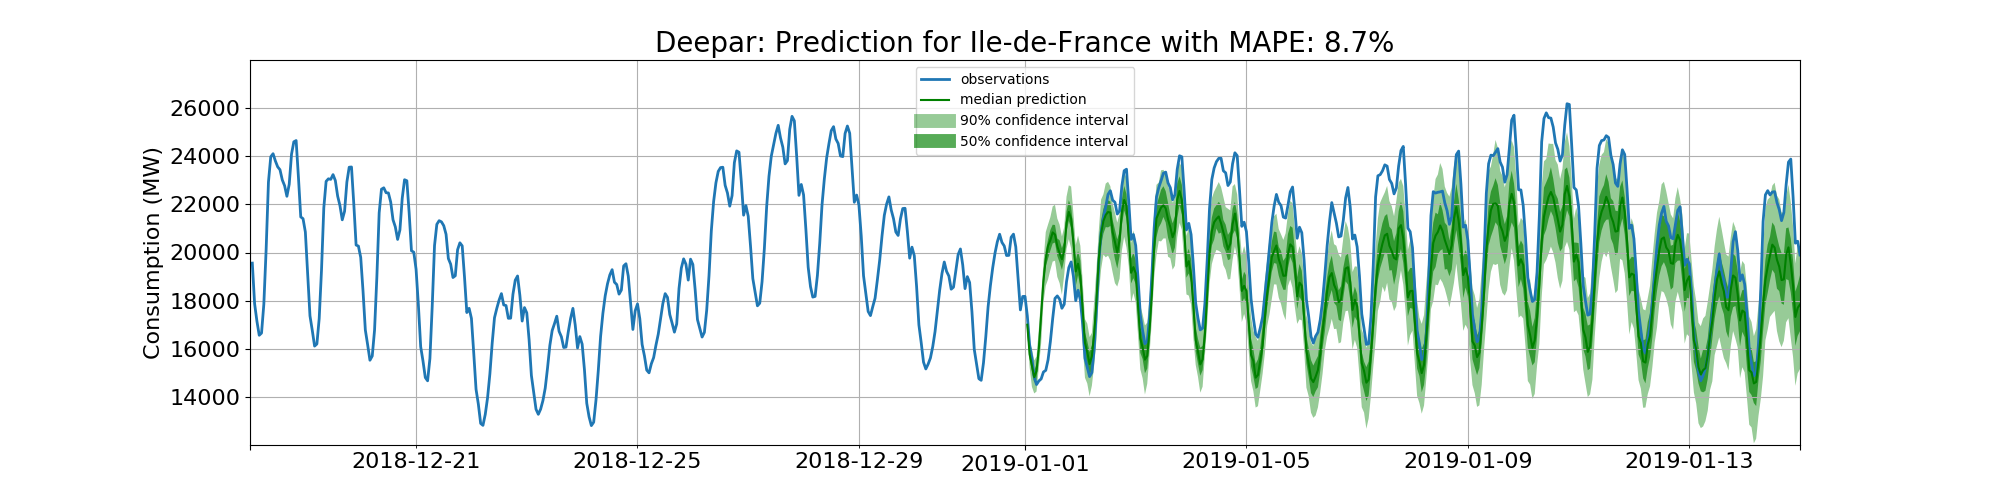 Deepar: Prediction for Ile-de-France with MAPE: 8.7%
observations
median prediction
90% confidence interval
50% confidence interval
Consumption (MW)
26000
24000
22000
20000
18000
16000
14000
2018-12-21 2018-12-25 2018-12-29 2019-01-01 2019-01-05 2019-01-09 2019-01-13